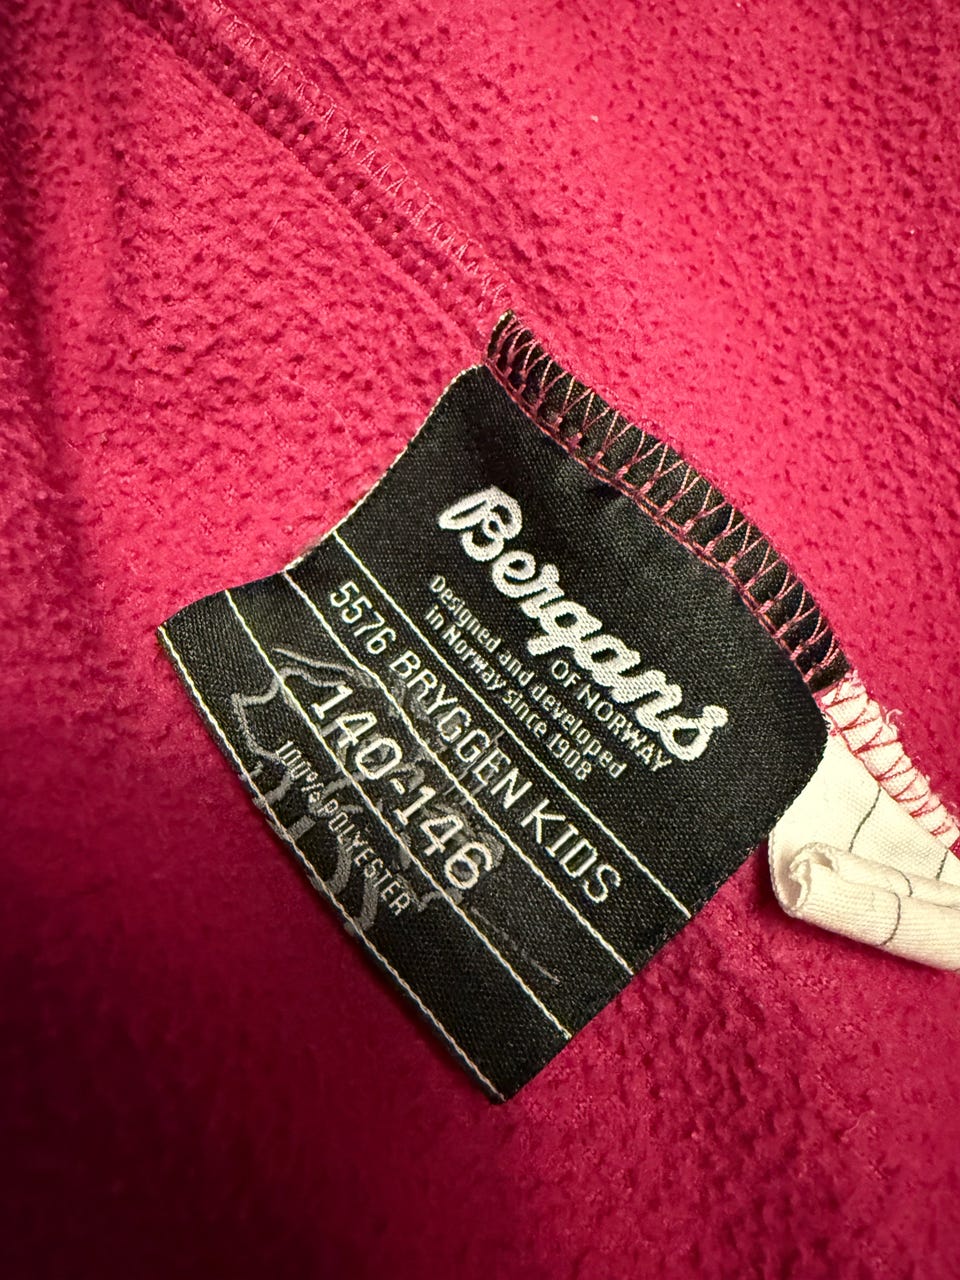 Bergans
OF NORWAY
Designed and developed
in Norway since 1908
5576 BRYGGEN KIDS
140-146
100% POLYESTER